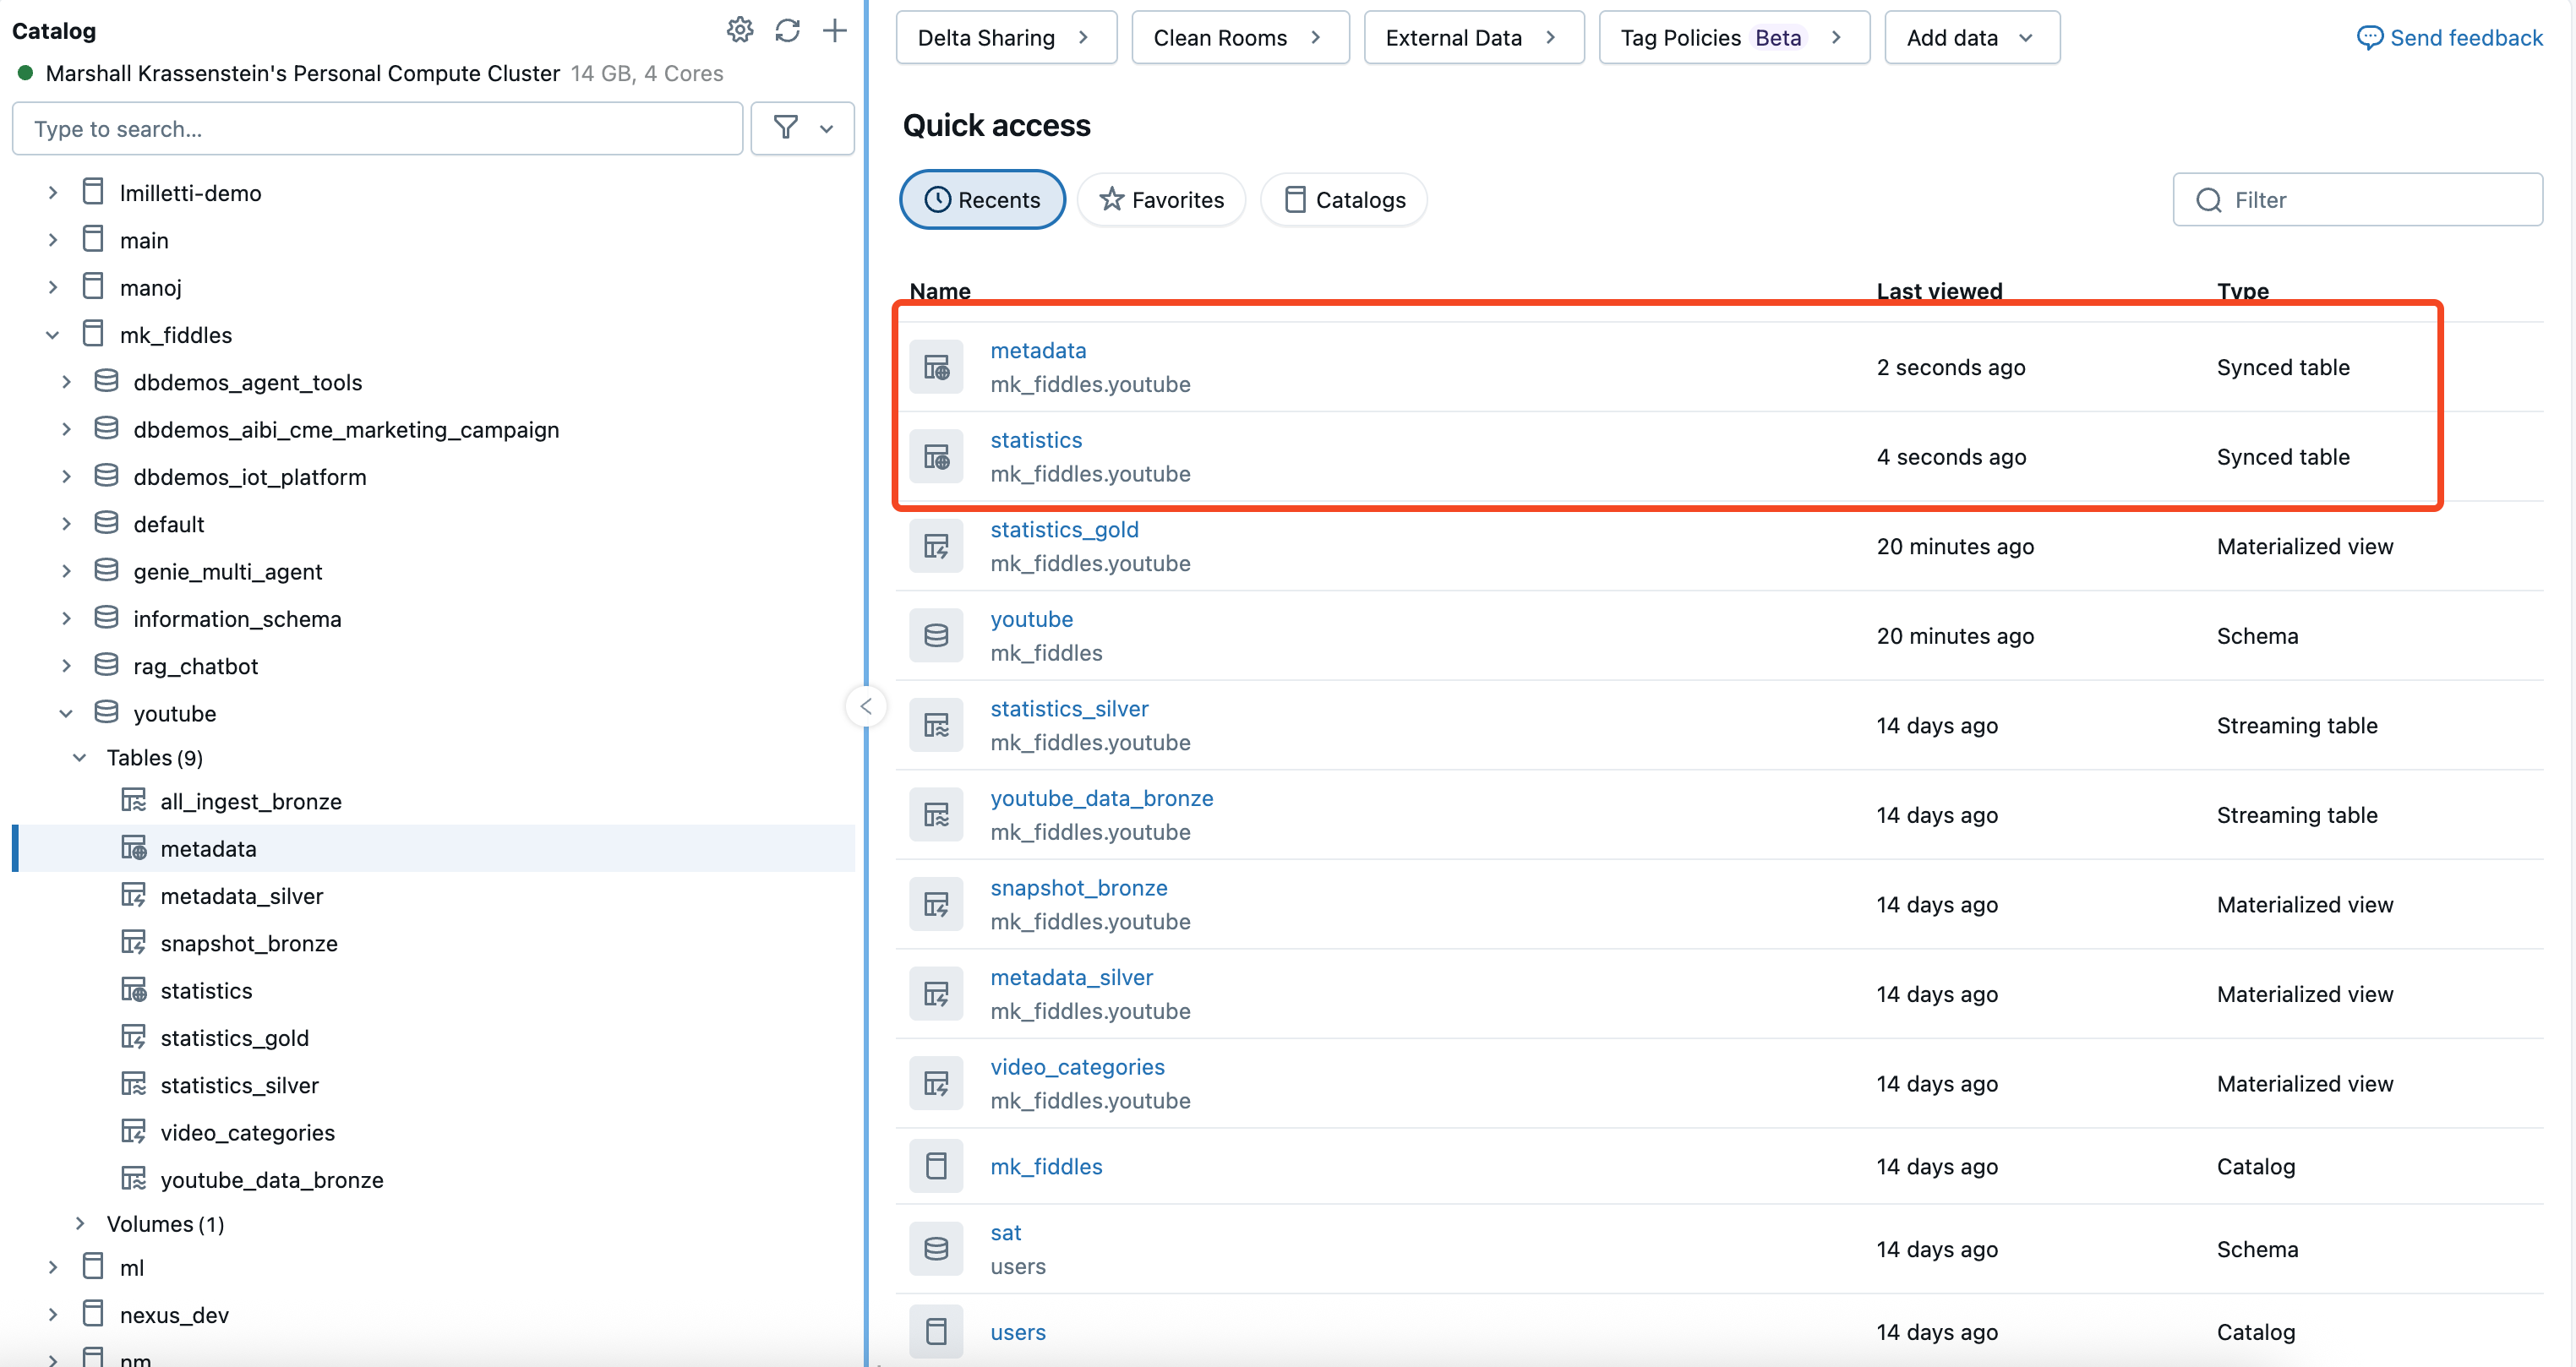 Catalog
Marshall Krassenstein's Personal Compute Cluster 14 GB, 4 Cores
Type to search...
lmilletti-demo
main
manoj
mk_fiddles
dbdemos_agent_tools
dbdemos_aibi_cme_marketing_campaign
dbdemos_iot_platform
default
genie_multi_agent
information_schema
rag_chatbot
youtube
Tables (9)
all_ingest_bronze
metadata
metadata_silver
snapshot_bronze
statistics
statistics_gold
statistics_silver
video_categories
youtube_data_bronze
Volumes (1)
ml
nexus_dev
nm
Delta Sharing
Clean Rooms
External Data
Tag Policies Beta
Add data
Send feedback
Quick access
Recents
Favorites
Catalogs
Filter
Name Last viewed Type
metadata
mk_fiddles.youtube
2 seconds ago
Synced table
statistics
mk_fiddles.youtube
4 seconds ago
Synced table
statistics_gold
mk_fiddles.youtube
20 minutes ago
Materialized view
youtube
mk_fiddles
20 minutes ago
Schema
statistics_silver
mk_fiddles.youtube
14 days ago
Streaming table
youtube_data_bronze
mk_fiddles.youtube
14 days ago
Streaming table
snapshot_bronze
mk_fiddles.youtube
14 days ago
Materialized view
metadata_silver
mk_fiddles.youtube
14 days ago
Materialized view
video_categories
mk_fiddles.youtube
14 days ago
Materialized view
mk_fiddles
14 days ago
Catalog
sat
users
14 days ago
Schema
users
14 days ago
Catalog